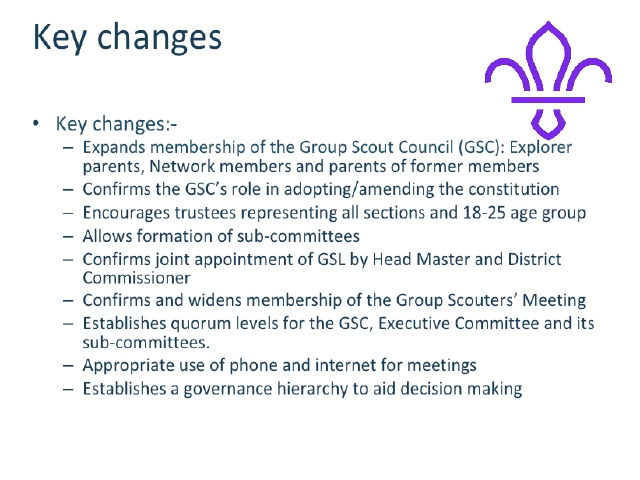 Key changes
• Key changes:-
– Expands membership of the Group Scout Council (GSC): Explorer
parents, Network members and parents of former members
– Confirms the GSC's role in adopting/amending the constitution
– Encourages trustees representing all sections and 18-25 age group
– Allows formation of sub-committees
– Confirms joint appointment of GSL by Head Master and District
Commissioner
– Confirms and widens membership of the Group Scouters' Meeting
– Establishes quorum levels for the GSC, Executive Committee and its
sub-committees.
– Appropriate use of phone and internet for meetings
– Establishes a governance hierarchy to aid decision making